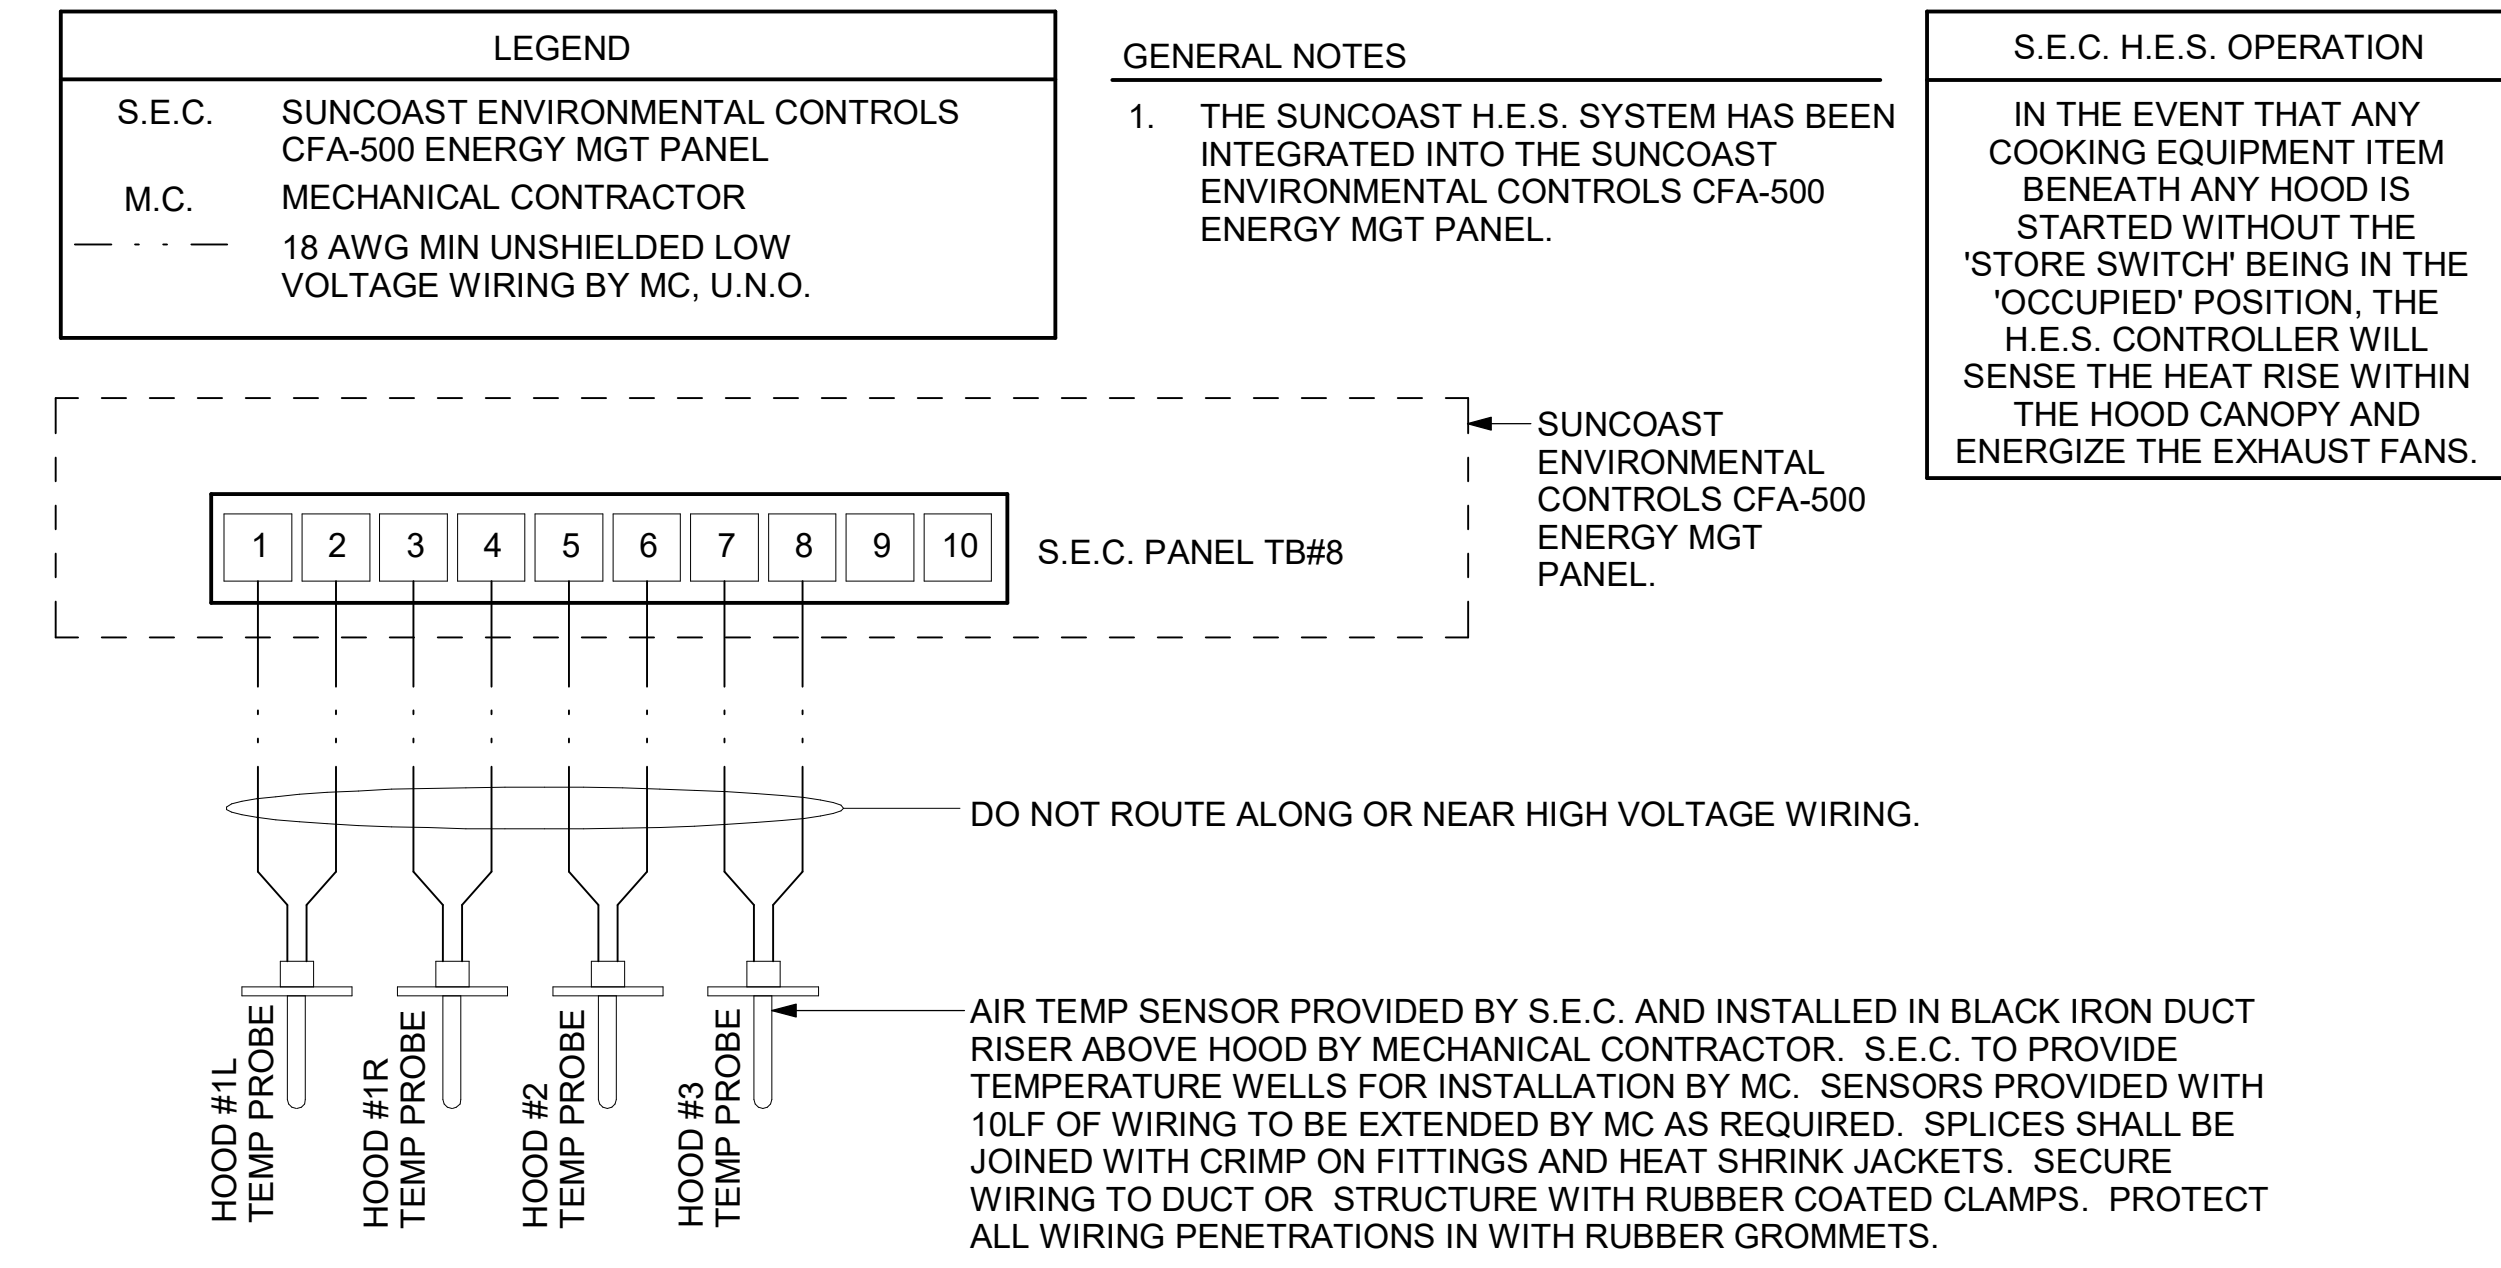 LEGEND
S.E.C. SUNCOAST ENVIRONMENTAL CONTROLS
CFA-500 ENERGY MGT PANEL
M.C. MECHANICAL CONTRACTOR
18 AWG MIN UNSHIELDED LOW
VOLTAGE WIRING BY MC, U.N.O.
GENERAL NOTES
1. THE SUNCOAST H.E.S. SYSTEM HAS BEEN
INTEGRATED INTO THE SUNCOAST
ENVIRONMENTAL CONTROLS CFA-500
ENERGY MGT PANEL.
S.E.C. H.E.S. OPERATION
IN THE EVENT THAT ANY
COOKING EQUIPMENT ITEM
BENEATH ANY HOOD IS
STARTED WITHOUT THE
'STORE SWITCH' BEING IN THE
'OCCUPIED' POSITION, THE
H.E.S. CONTROLLER WILL
SENSE THE HEAT RISE WITHIN
THE HOOD CANOPY AND
ENERGIZE THE EXHAUST FANS.
SUNCOAST
ENVIRONMENTAL
CONTROLS CFA-500
ENERGY MGT
PANEL.
1 2 3 4 5 6 7 8 9 10
S.E.C. PANEL TB#8
DO NOT ROUTE ALONG OR NEAR HIGH VOLTAGE WIRING.
HOOD #1L
TEMP PROBE
HOOD #1R
TEMP PROBE
HOOD #2
TEMP PROBE
HOOD #3
TEMP PROBE
AIR TEMP SENSOR PROVIDED BY S.E.C. AND INSTALLED IN BLACK IRON DUCT
RISER ABOVE HOOD BY MECHANICAL CONTRACTOR. S.E.C. TO PROVIDE
TEMPERATURE WELLS FOR INSTALLATION BY MC. SENSORS PROVIDED WITH
10LF OF WIRING TO BE EXTENDED BY MC AS REQUIRED. SPLICES SHALL BE
JOINED WITH CRIMP ON FITTINGS AND HEAT SHRINK JACKETS. SECURE
WIRING TO DUCT OR STRUCTURE WITH RUBBER COATED CLAMPS. PROTECT
ALL WIRING PENETRATIONS IN WITH RUBBER GROMMETS.